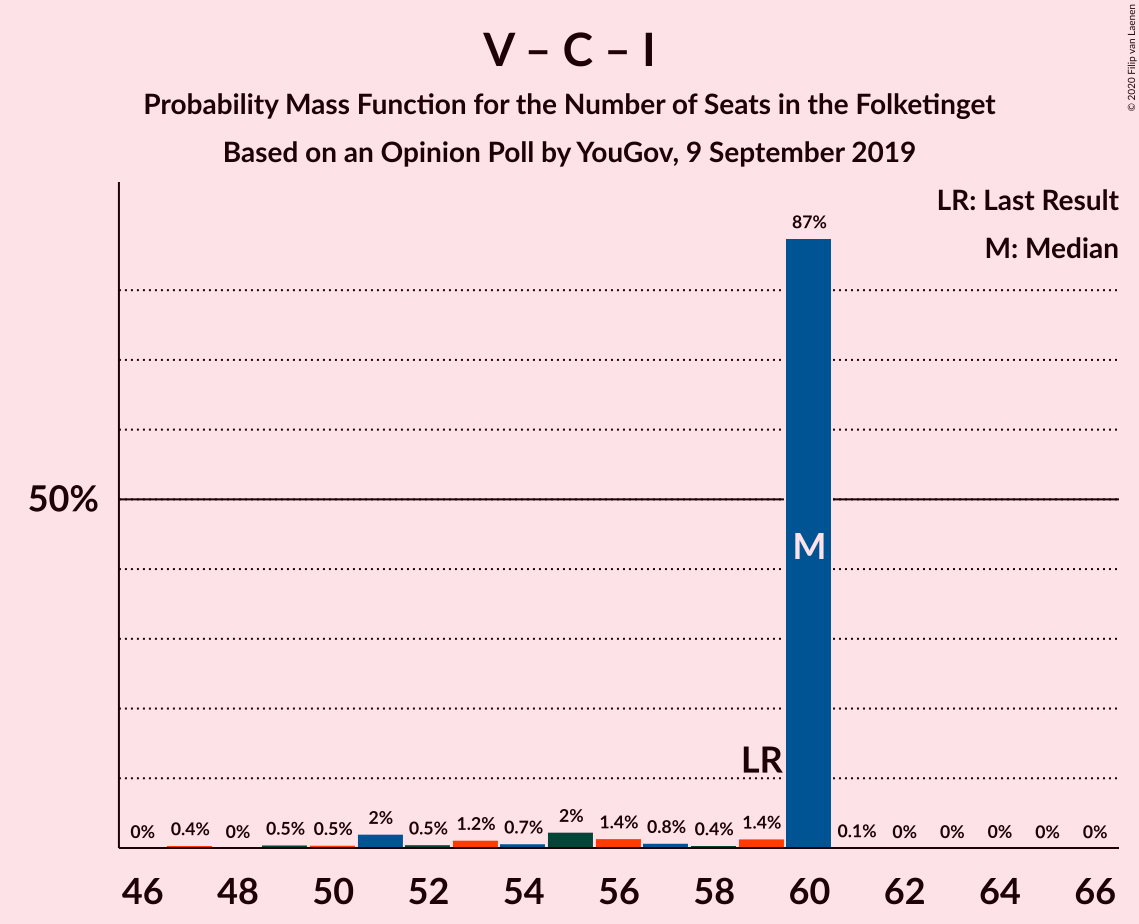 V – C – I
Probability Mass Function for the Number of Seats in the Folketinget
Based on an Opinion Poll by YouGov, 9 September 2019
© 2020 Filip van Laenen
LR: Last Result
M: Median
87%
50%
M
LR
0% 0.4% 0% 0.5% 0.5% 2% 0.5% 1.2% 0.7% 2% 1.4% 0.8% 0.4% 1.4% 0.1% 0% 0% 0% 0% 0%
46 48 50 52 54 56 58 60 62 64 66